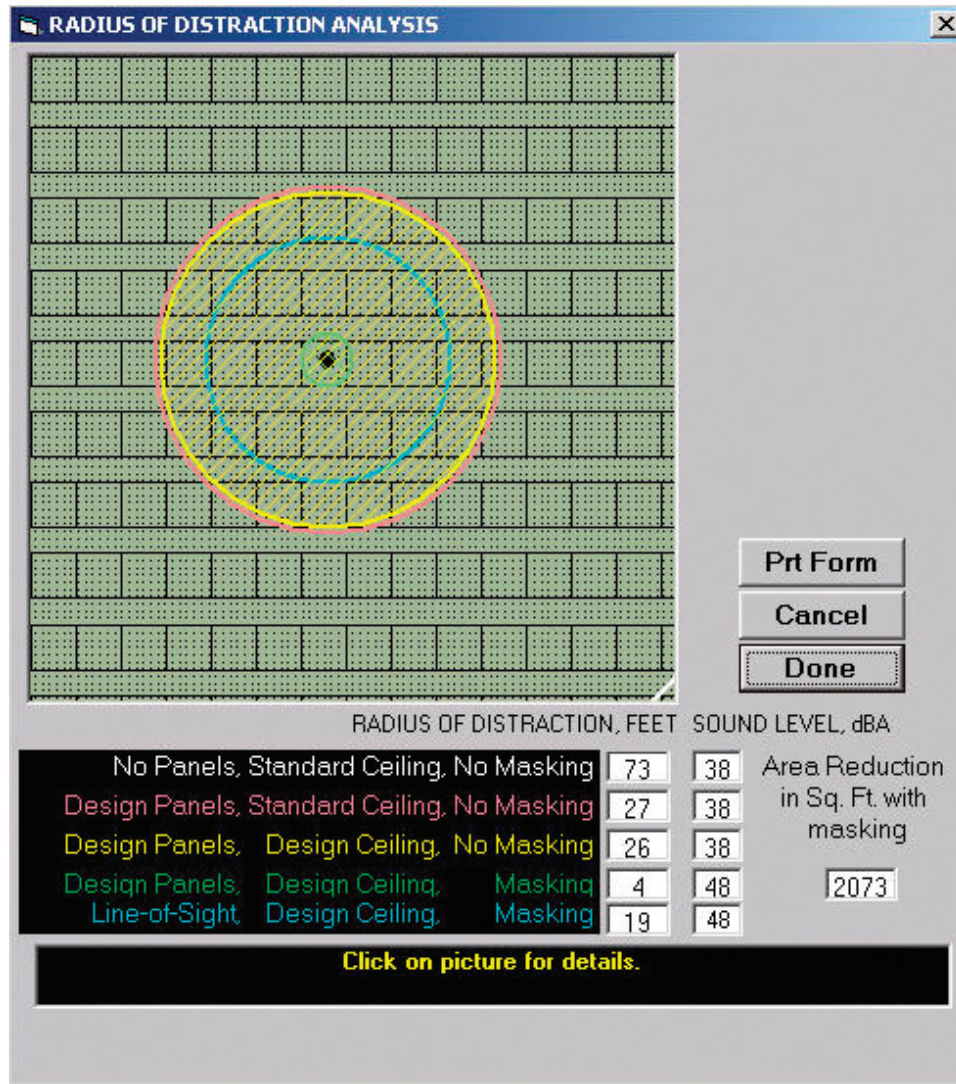 RADIUS OF DISTRACTION ANALYSIS
Prt Form
Cancel
Done
RADIUS OF DISTRACTION, FEET SOUND LEVEL, dBA
No Panels, Standard Ceiling, No Masking 73 38
Design Panels, Standard Ceiling, No Masking 27 38
Design Panels, Design Ceiling, No Masking 26 38
Design Panels, Design Ceiling, Masking 4 48
Line-of-Sight, Design Ceiling, Masking 19 48
Area Reduction
in Sq. Ft. with
masking
2073
Click on picture for details.